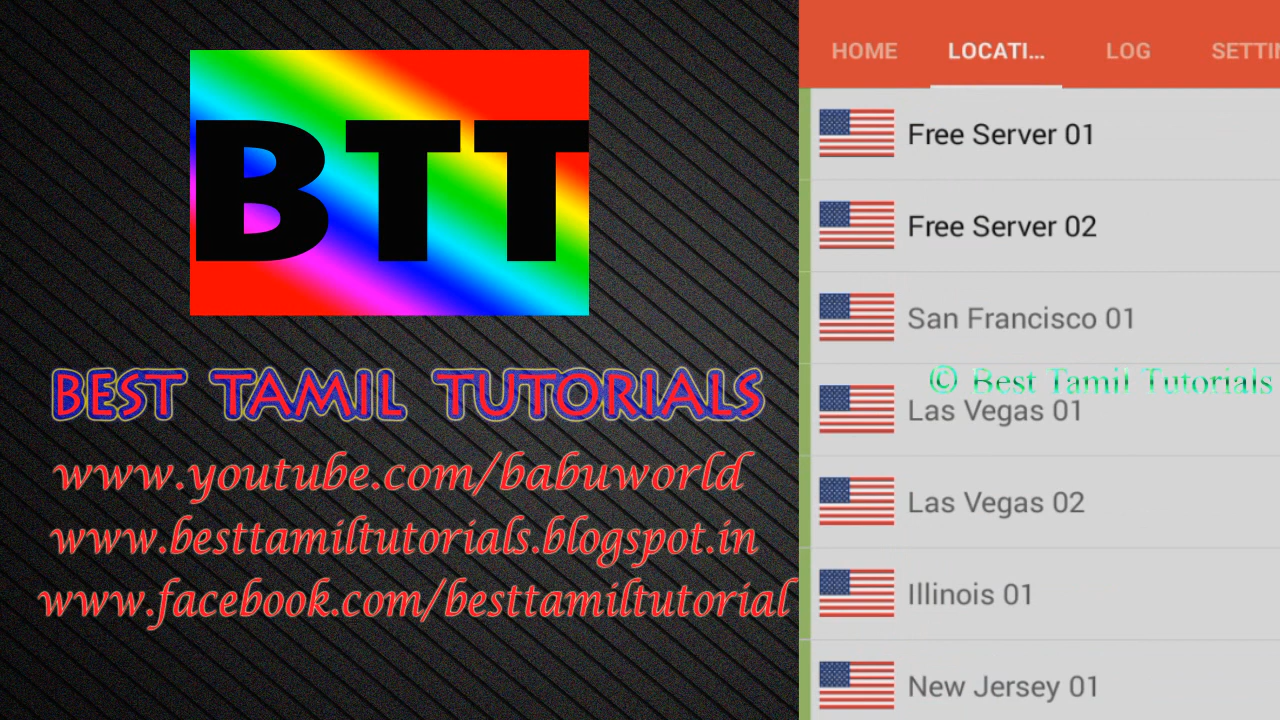 BTT
BEST TAMIL TUTORIALS
www.youtube.com/babuworld
www.besttamiltutorials.blogspot.in
www.facebook.com/besttamiltutorial
HOME LOCATI... LOG SETTIN
Free Server 01
Free Server 02
San Francisco 01
© Best Tamil Tutorials
Las Vegas 01
Las Vegas 02
Illinois 01
New Jersey 01